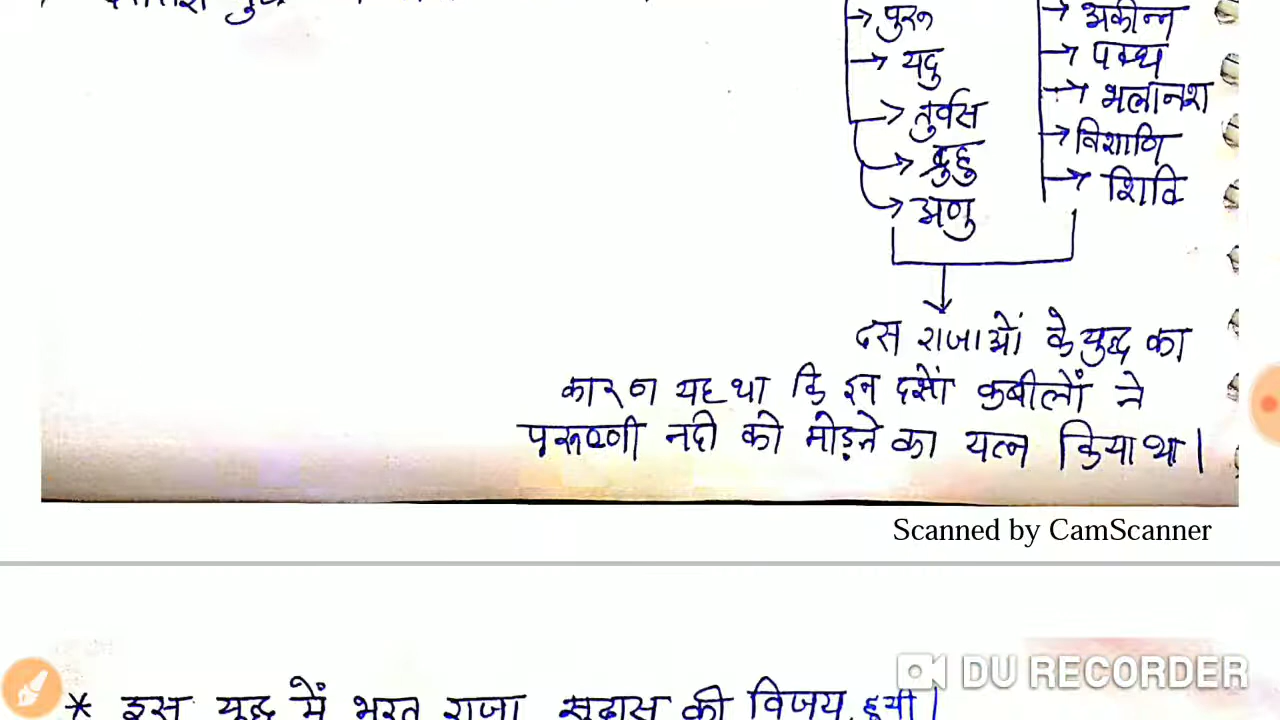 → पुरु
→ यदु
→ तुर्वस
→ द्रुहु
→ अणु
→ अकीन्न
→ पक्थ
→ भलानश
→ विशाणि
→ शिवि
दस राजाओं के युद्ध का
कारण यह था कि इन दसों कबीलों ने
परुष्णी नदी को मोड़ने का यत्न किया था।
Scanned by CamScanner
DU RECORDER
* इस युद्ध में भरत राजा सुदास की विजय हुयी।